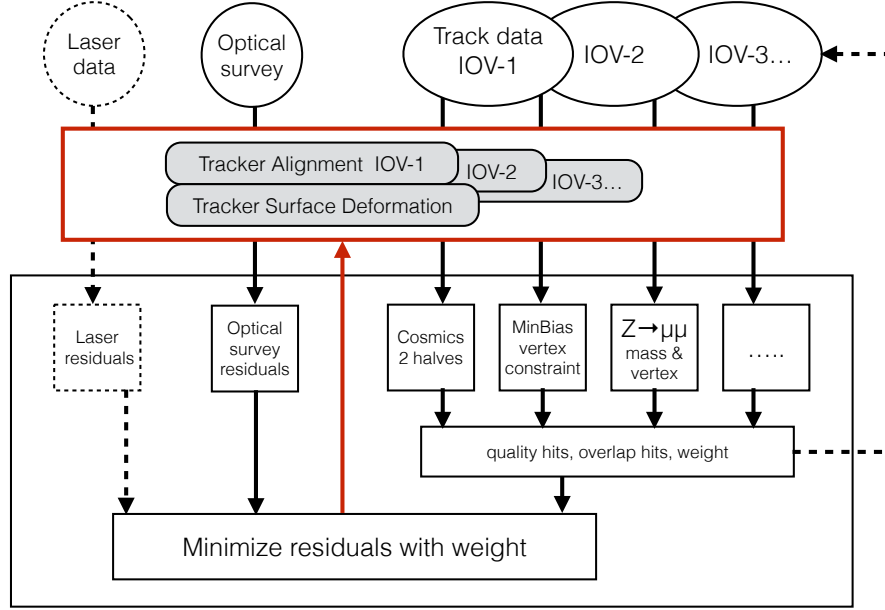 Laser
data
Optical
survey
Track data
IOV-1
IOV-2
IOV-3...
Tracker Alignment IOV-1
IOV-2
IOV-3...
Tracker Surface Deformation
Laser
residuals
Optical
survey
residuals
Cosmics
2 halves
MinBias
vertex
constraint
Z→μμ
mass &
vertex
.....
quality hits, overlap hits, weight
Minimize residuals with weight